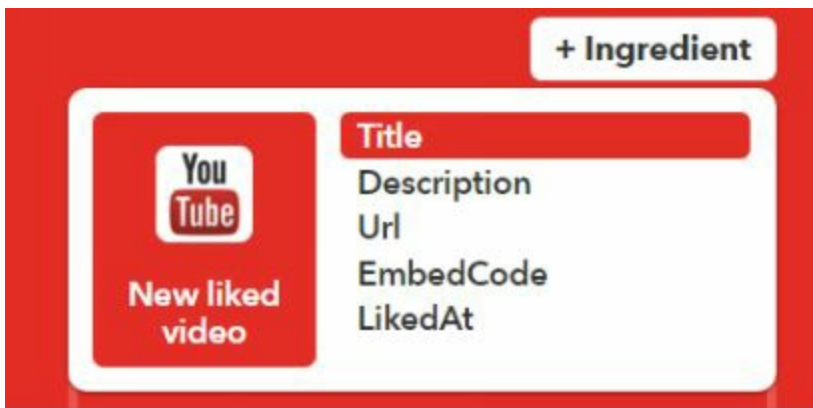 + Ingredient
You
Tube
New liked
video
Title
Description
Url
EmbedCode
LikedAt